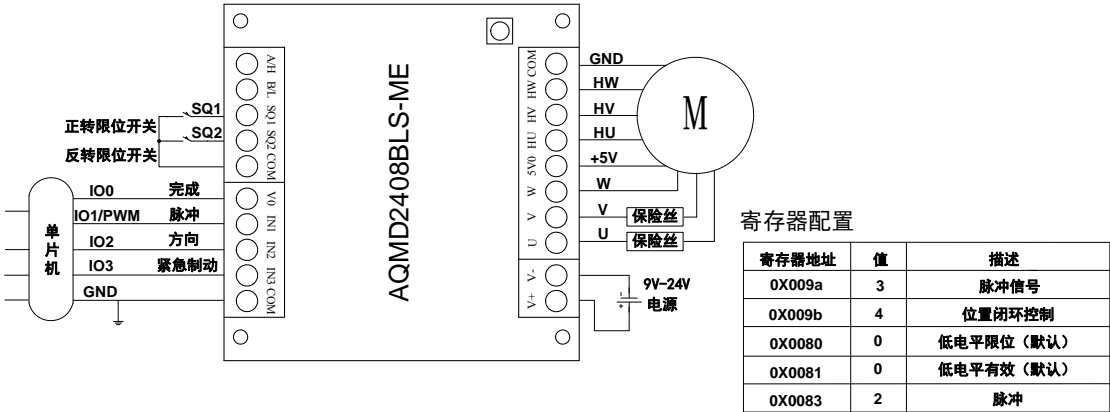 A/H
B/L
SQ1
SQ2
COM
V0
IN1
IN2
IN3
COM
AQMD2408BLS-ME
COM
HW
HV
HU
5V0
W
V
U
V-
V+
SQ1
正转限位开关
SQ2
反转限位开关
单片机
IO0 完成
IO1/PWM 脉冲
IO2 方向
IO3 紧急制动
GND
GND
HW
HV
HU
+5V
W
V 保险丝
U 保险丝
M
9V-24V
电源
- +
寄存器配置
寄存器地址 值 描述
0X009a 3 脉冲信号
0X009b 4 位置闭环控制
0X0080 0 低电平限位（默认）
0X0081 0 低电平有效（默认）
0X0083 2 脉冲